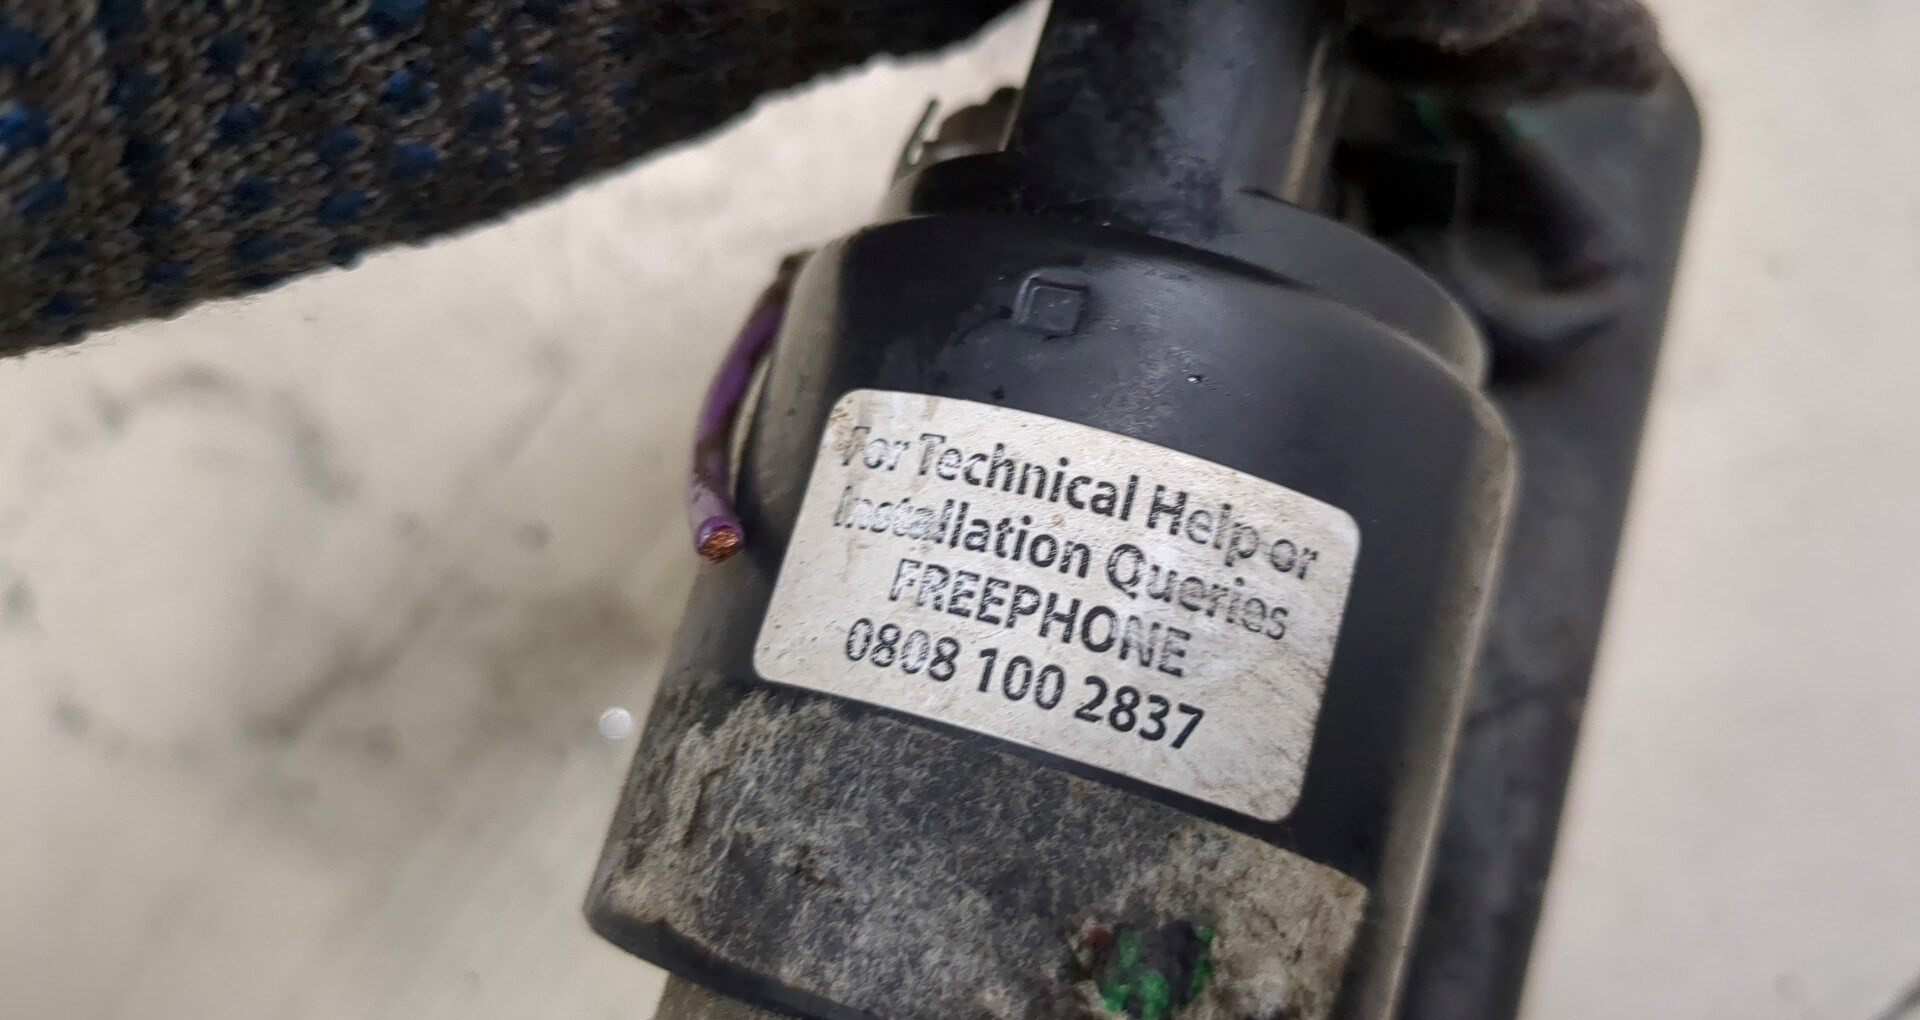 For Technical Help or
Installation Queries
FREEPHONE
0808 100 2837